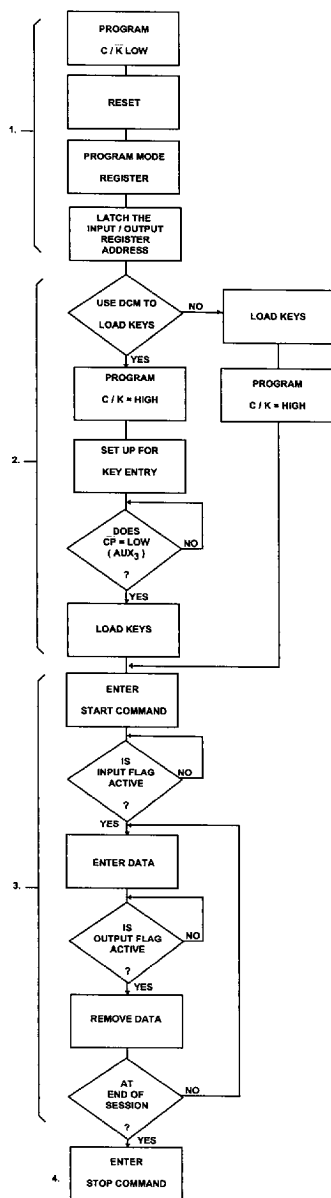 PROGRAM
C / K̅ LOW
1.
RESET
PROGRAM MODE
REGISTER
LATCH THE
INPUT / OUTPUT
REGISTER
ADDRESS
USE DCM TO
LOAD KEYS
NO
YES
LOAD KEYS
PROGRAM
C / K = HIGH
PROGRAM
C / K = HIGH
2.
SET UP FOR
KEY ENTRY
DOES
C̅P̅ = LOW
( AUX₃ )
?
NO
YES
LOAD KEYS
ENTER
START COMMAND
IS
INPUT FLAG
ACTIVE
?
NO
YES
3.
ENTER DATA
IS
OUTPUT FLAG
ACTIVE
?
NO
YES
REMOVE DATA
AT
END OF
SESSION
?
NO
YES
4.
ENTER
STOP COMMAND